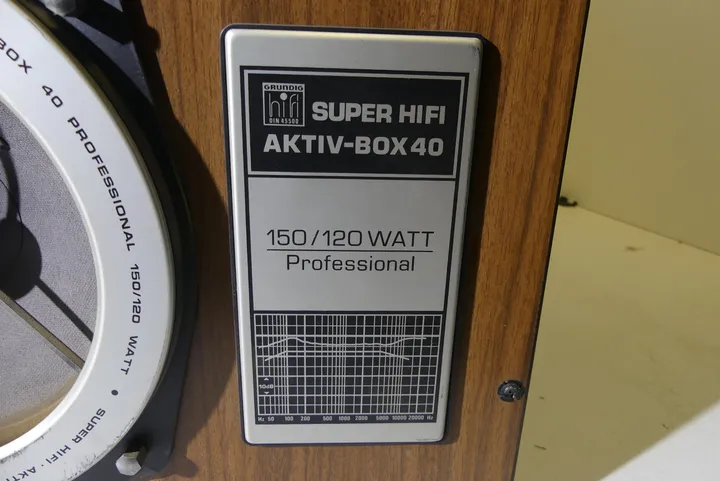 BOX 40 PROFESSIONAL 150/120 WATT • SUPER HIFI · AKTI
GRUNDIG
hifi
DIN 45500
SUPER HIFI
AKTIV-BOX 40
150/120 WATT
Professional
10dB
Hz 50 100 200 500 1000 2000 5000 10000 20000 Hz